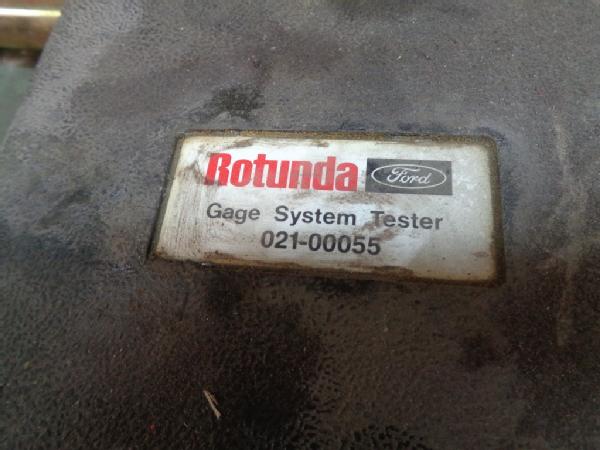 Rotunda Ford
Gage System Tester
021-00055